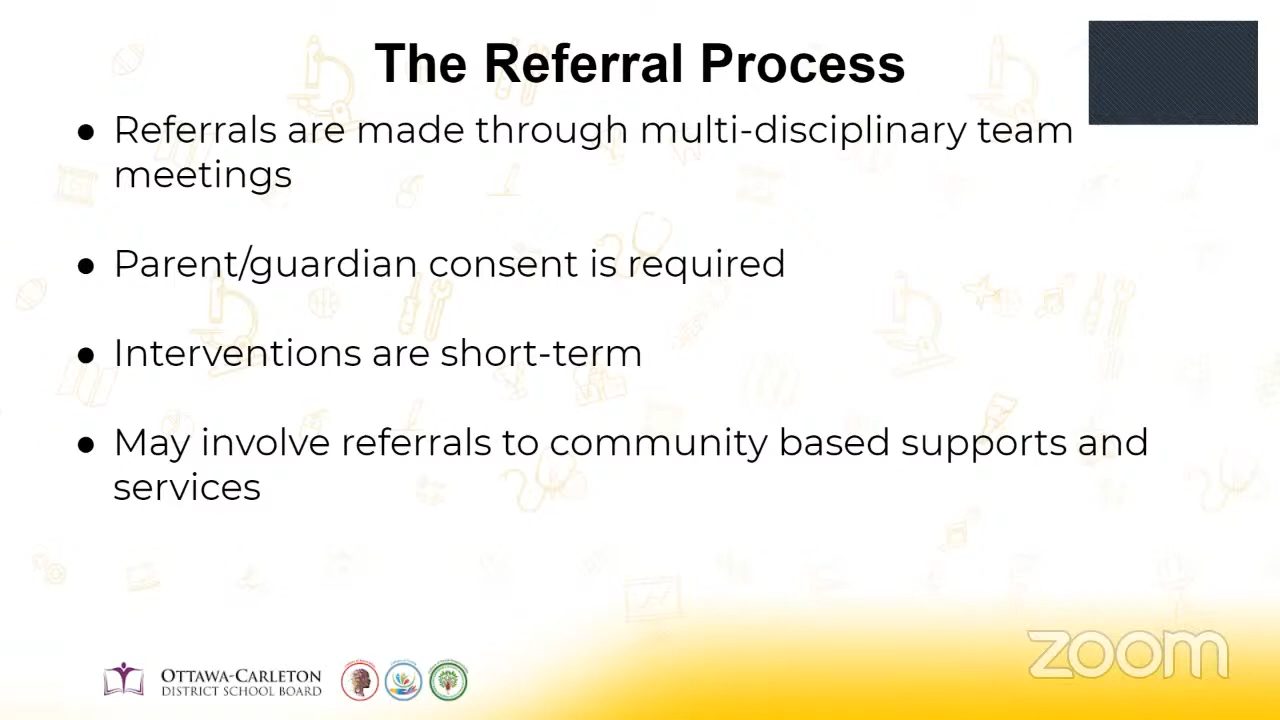 The Referral Process
● Referrals are made through multi-disciplinary team
meetings
● Parent/guardian consent is required
● Interventions are short-term
● May involve referrals to community based supports and
services
OTTAWA-CARLETON
DISTRICT SCHOOL BOARD
zoom